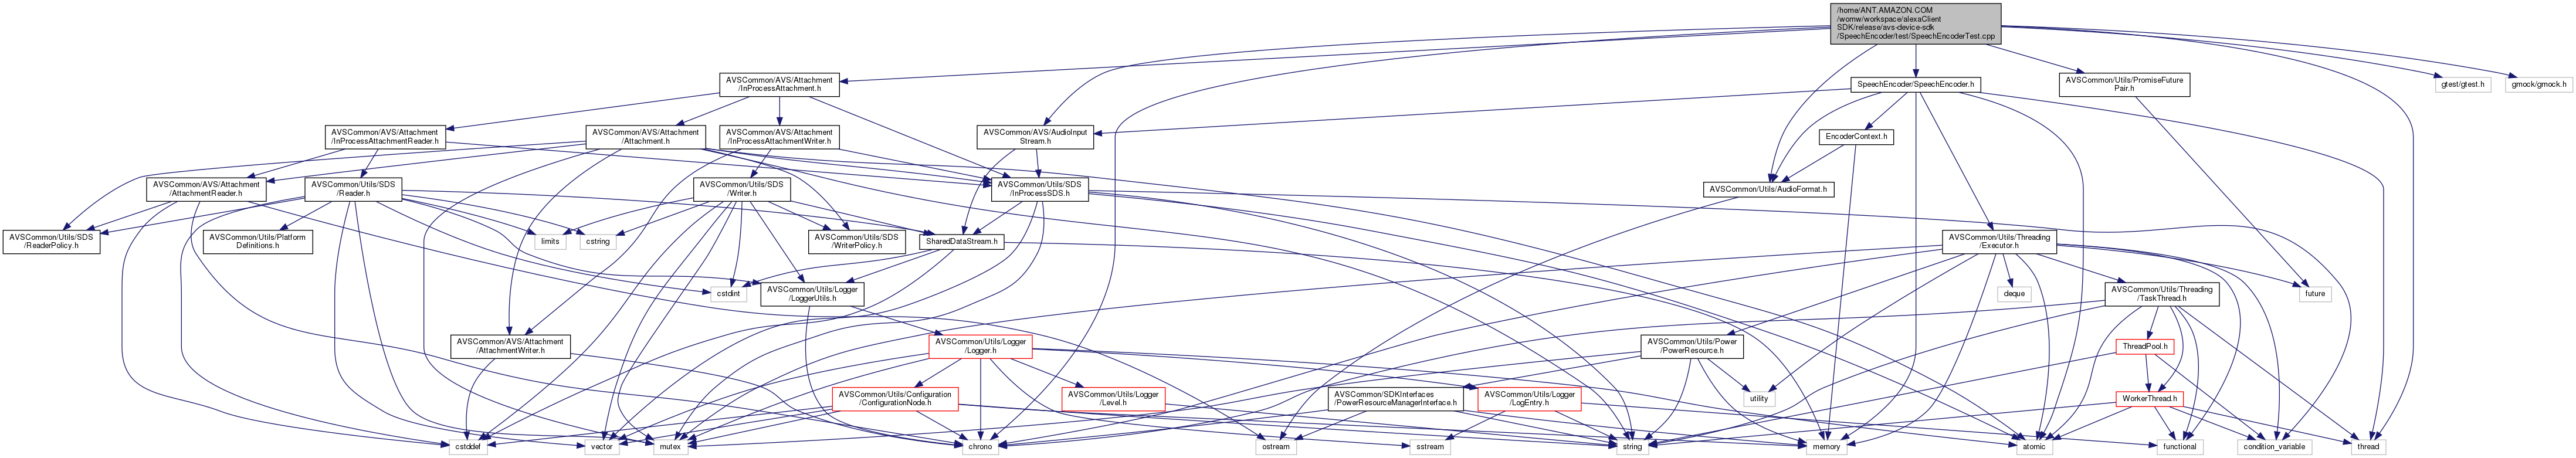 /home/ANT.AMAZON.COM
/womw/workspace/alexaClient
SDK/release/avs-device-sdk
/SpeechEncoder/test/SpeechEncoderTest.cpp
AVSCommon/AVS/Attachment
/InProcessAttachment.h
SpeechEncoder/SpeechEncoder.h
AVSCommon/Utils/PromiseFuture
Pair.h
gtest/gtest.h
gmock/gmock.h
AVSCommon/AVS/Attachment
/InProcessAttachmentReader.h
AVSCommon/AVS/Attachment
/Attachment.h
AVSCommon/AVS/Attachment
/InProcessAttachmentWriter.h
AVSCommon/AVS/AudioInput
Stream.h
EncoderContext.h
AVSCommon/AVS/Attachment
/AttachmentReader.h
AVSCommon/Utils/SDS
/Reader.h
AVSCommon/Utils/SDS
/Writer.h
AVSCommon/Utils/SDS
/InProcessSDS.h
AVSCommon/Utils/AudioFormat.h
AVSCommon/Utils/SDS
/ReaderPolicy.h
AVSCommon/Utils/Platform
Definitions.h
limits
cstring
AVSCommon/Utils/SDS
/WriterPolicy.h
SharedDataStream.h
AVSCommon/Utils/Threading
/Executor.h
cstdint
AVSCommon/Utils/Logger
/LoggerUtils.h
deque
AVSCommon/Utils/Threading
/TaskThread.h
future
AVSCommon/AVS/Attachment
/AttachmentWriter.h
AVSCommon/Utils/Logger
/Logger.h
AVSCommon/Utils/Power
/PowerResource.h
ThreadPool.h
AVSCommon/Utils/Configuration
/ConfigurationNode.h
AVSCommon/Utils/Logger
/Level.h
AVSCommon/SDKInterfaces
/PowerResourceManagerInterface.h
AVSCommon/Utils/Logger
/LogEntry.h
utility
WorkerThread.h
cstddef
vector
mutex
chrono
ostream
sstream
string
memory
atomic
functional
condition_variable
thread